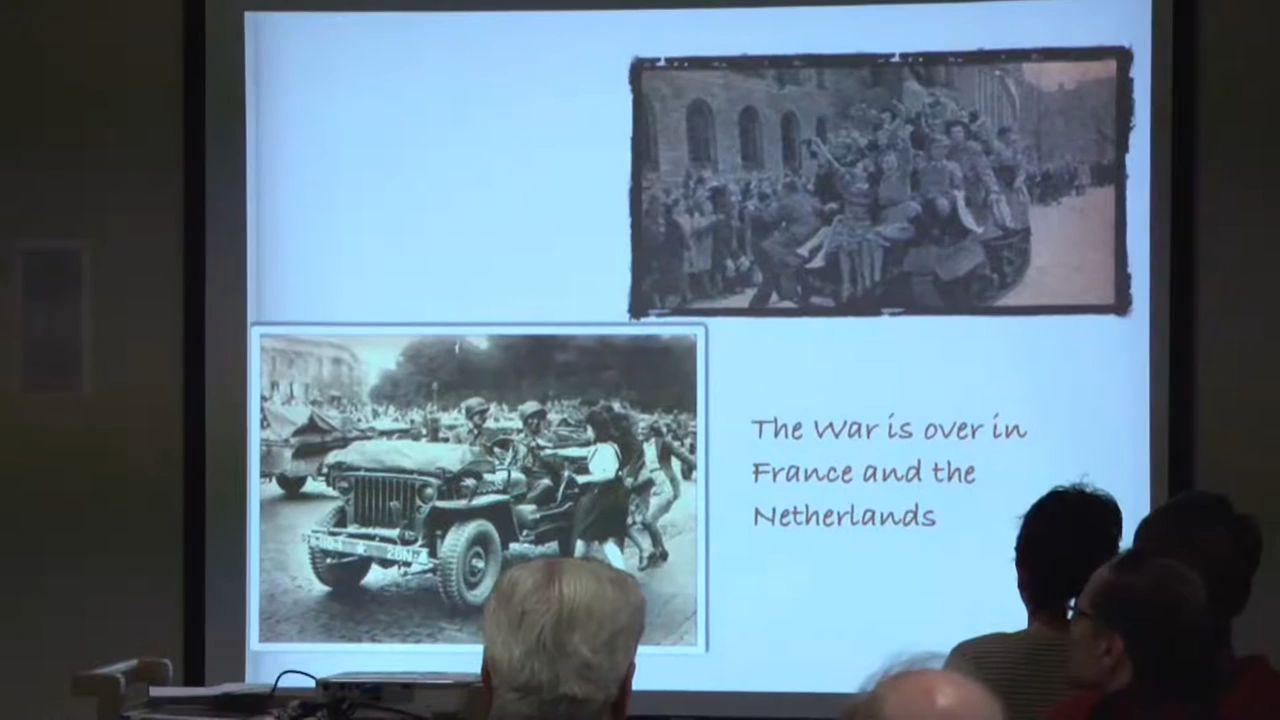 The War is over in
France and the
Netherlands